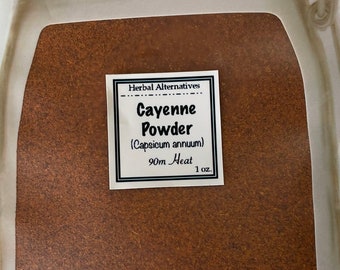 Herbal Alternatives
Cayenne
Powder
(Capsicum annuum)
90m Heat
1 oz.